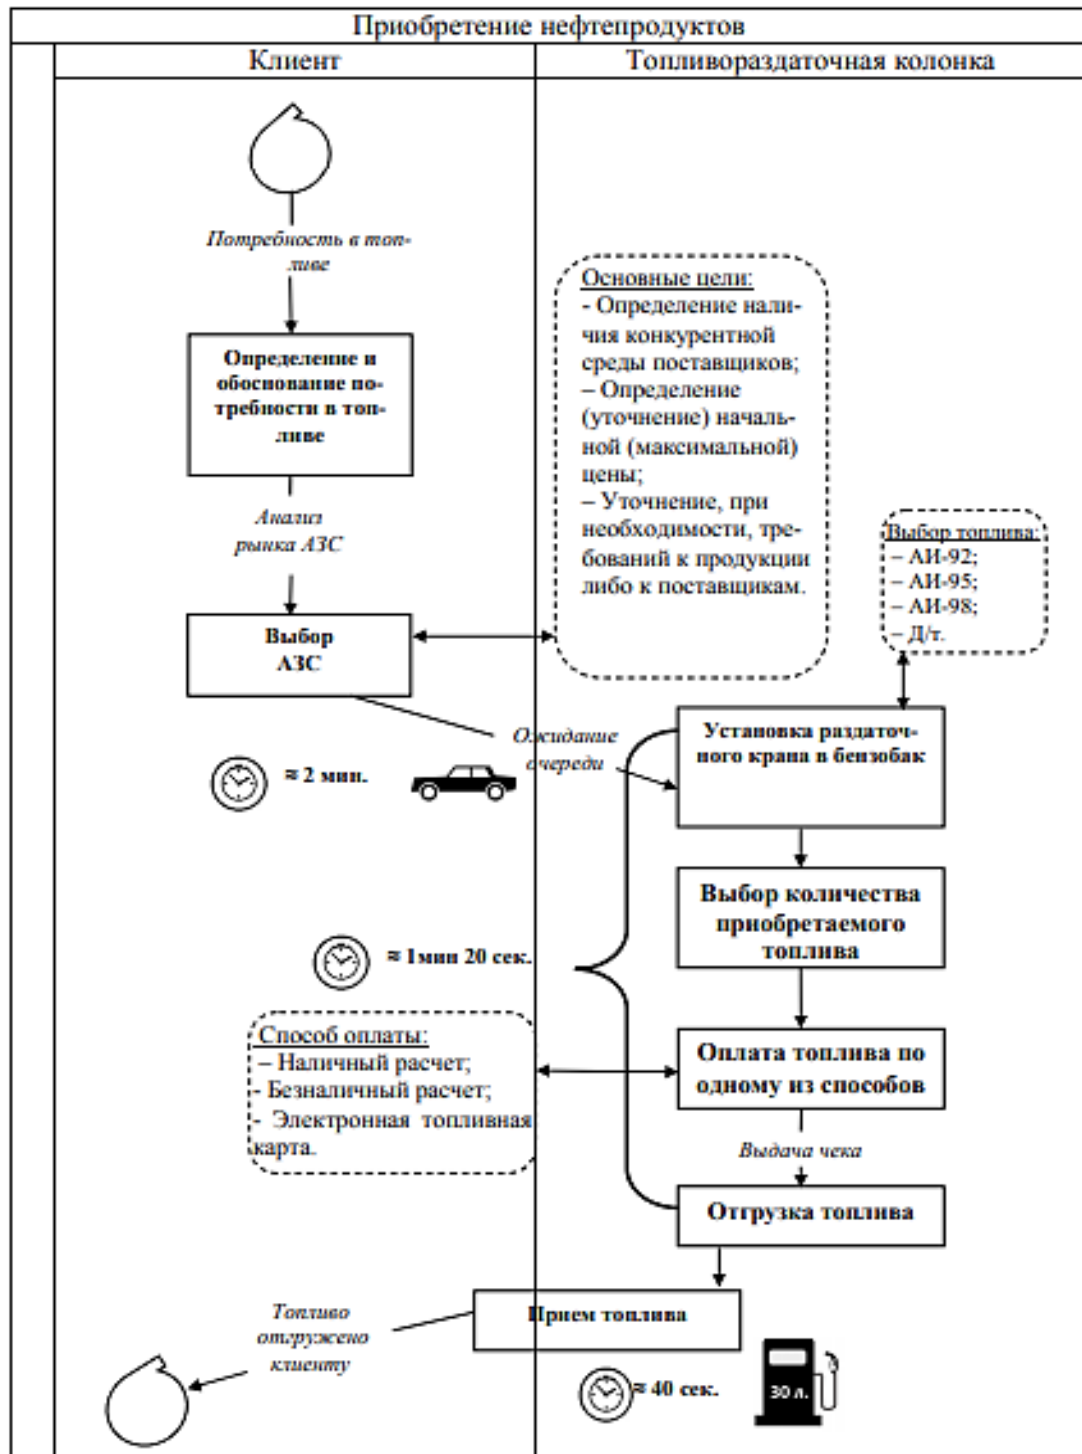 Приобретение нефтепродуктов
Клиент
Топливораздаточная колонка
Потребность в топ-
ливе
Определение и
обоснование по-
требности в топ-
ливе
Анализ
рынка АЗС
Выбор
АЗС
Основные цели:
- Определение нали-
чия конкурентной
среды поставщиков;
– Определение
(уточнение) началь-
ной (максимальной)
цены;
– Уточнение, при
необходимости, тре-
бований к продукции
либо к поставщикам.
Выбор топлива:
– АИ-92;
– АИ-95;
– АИ-98;
– Д/т.
Ожидание
очереди
≈ 2 мин.
Установка раздаточ-
ного крана в бензобак
Выбор количества
приобретаемого
топлива
≈ 1мин 20 сек.
Способ оплаты:
– Наличный расчет;
- Безналичный расчет;
- Электронная топливная
карта.
Оплата топлива по
одному из способов
Выдача чека
Отгрузка топлива
Прием топлива
Топливо
отгружено
клиенту
≈ 40 сек.
30 л.